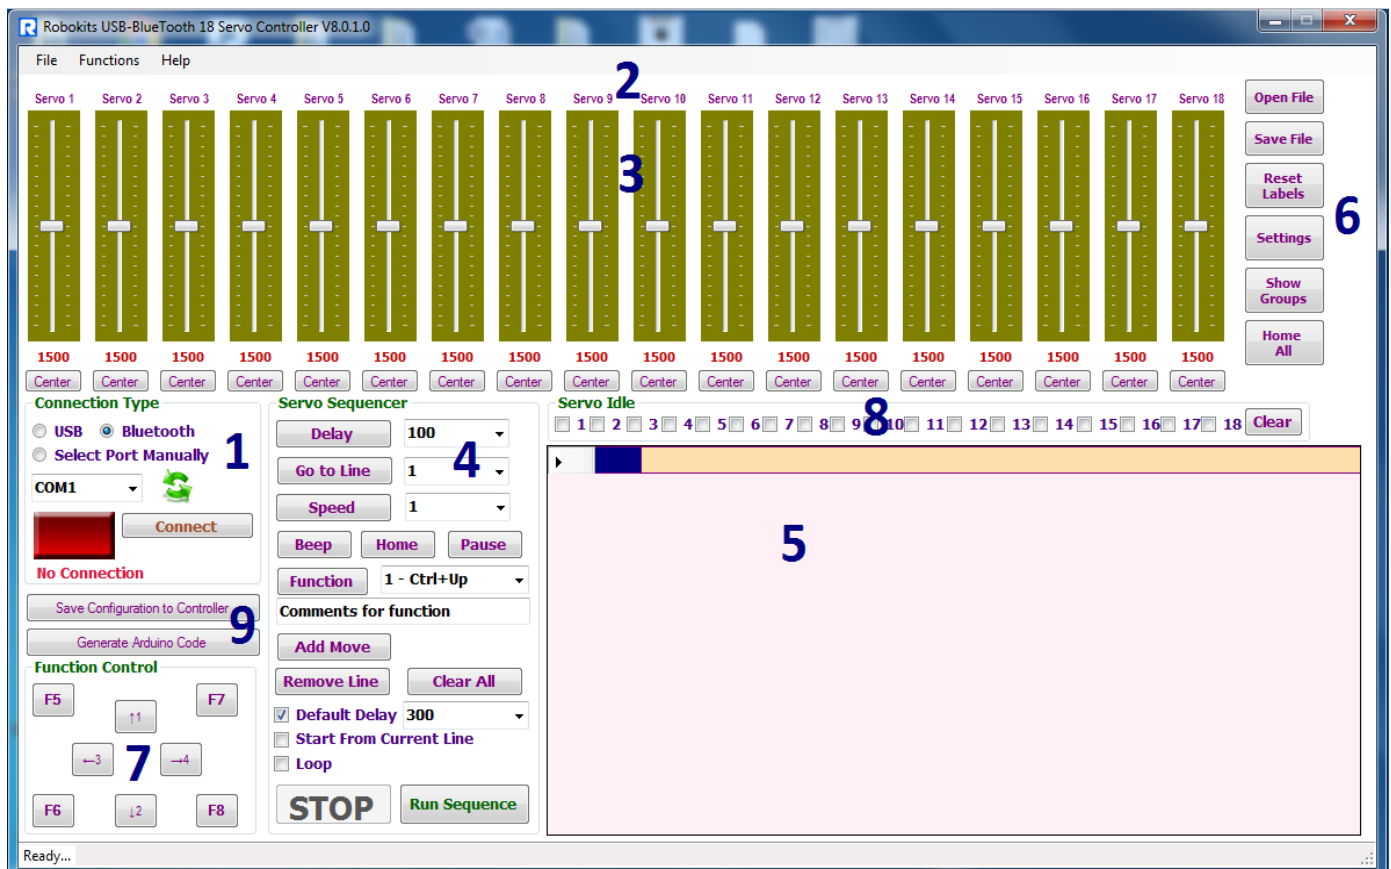 Robokits USB-BlueTooth 18 Servo Controller V8.0.1.0
File Functions Help
2
Servo 1 Servo 2 Servo 3 Servo 4 Servo 5 Servo 6 Servo 7 Servo 8 Servo 9 Servo 10 Servo 11 Servo 12 Servo 13 Servo 14 Servo 15 Servo 16 Servo 17 Servo 18
3
1500 1500 1500 1500 1500 1500 1500 1500 1500 1500 1500 1500 1500 1500 1500 1500 1500 1500
Center Center Center Center Center Center Center Center Center Center Center Center Center Center Center Center Center Center
Open File
Save File
Reset
Labels
6
Settings
Show
Groups
Home
All
Connection Type
USB Bluetooth
Select Port Manually
1
COM1
Connect
No Connection
Save Configuration to Controller
9
Generate Arduino Code
Function Control
F5 F7
↑1
←3 7 →4
F6 ↓2 F8
Servo Sequencer
Delay 100
4
Go to Line 1
Speed 1
Beep Home Pause
Function 1 - Ctrl+Up
Comments for function
Add Move
Remove Line Clear All
Default Delay 300
Start From Current Line
Loop
STOP Run Sequence
Servo Idle
8
1 2 3 4 5 6 7 8 9 10 11 12 13 14 15 16 17 18 Clear
5
Ready...